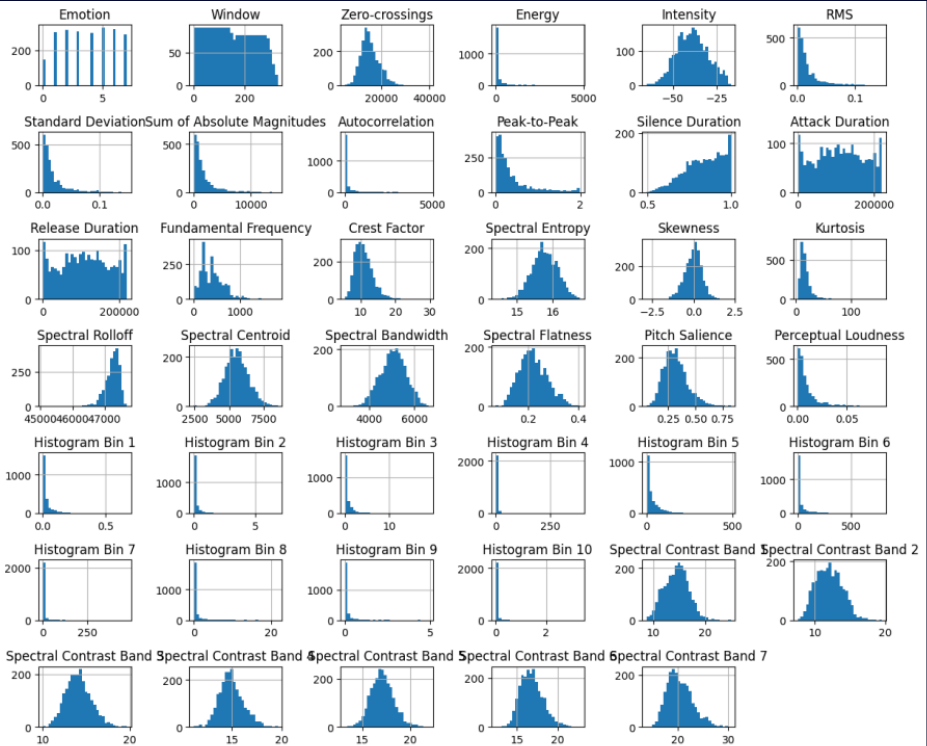 Emotion Window Zero-crossings Energy Intensity RMS
200 0 0 5
50 0 0 200
200 0 20000 40000
1000 0 0 5000
100 0 −50 −25
500 0 0.0 0.1
Standard Deviation Sum of Absolute Magnitudes Autocorrelation Peak-to-Peak Silence Duration Attack Duration
500 0 0.0 0.1
500 0 0 10000
1000 0 0 5000
250 0 0 2
200 100 0 0.5 1.0
100 0 0 200000
Release Duration Fundamental Frequency Crest Factor Spectral Entropy Skewness Kurtosis
100 50 0 0 200000
250 0 0 1000
200 0 10 20 30
200 0 15 16
200 0 −2.5 0.0 2.5
500 0 0 100
Spectral Rolloff Spectral Centroid Spectral Bandwidth Spectral Flatness Pitch Salience Perceptual Loudness
250 0 45000 46000 47000
200 0 2500 5000 7500
200 100 0 4000 6000
200 100 0 0.2 0.4
200 0 0.25 0.50 0.75
500 0 0.00 0.05
Histogram Bin 1 Histogram Bin 2 Histogram Bin 3 Histogram Bin 4 Histogram Bin 5 Histogram Bin 6
1000 0 0.0 0.5
1000 0 0 5
1000 0 0 10
2000 1000 0 0 250
1000 0 0 500
1000 0 0 500
Histogram Bin 7 Histogram Bin 8 Histogram Bin 9 Histogram Bin 10 Spectral Contrast Band 1 Spectral Contrast Band 2
2000 1000 0 0 250
1000 0 0 20
1000 0 0 5
2000 1000 0 0 2
200 100 0 10 20
200 100 0 10 20
Spectral Contrast Band 3 Spectral Contrast Band 4 Spectral Contrast Band 5 Spectral Contrast Band 6 Spectral Contrast Band 7
200 0 10 20
200 0 15 20
200 0 15 20
200 0 15 20
200 0 20 30